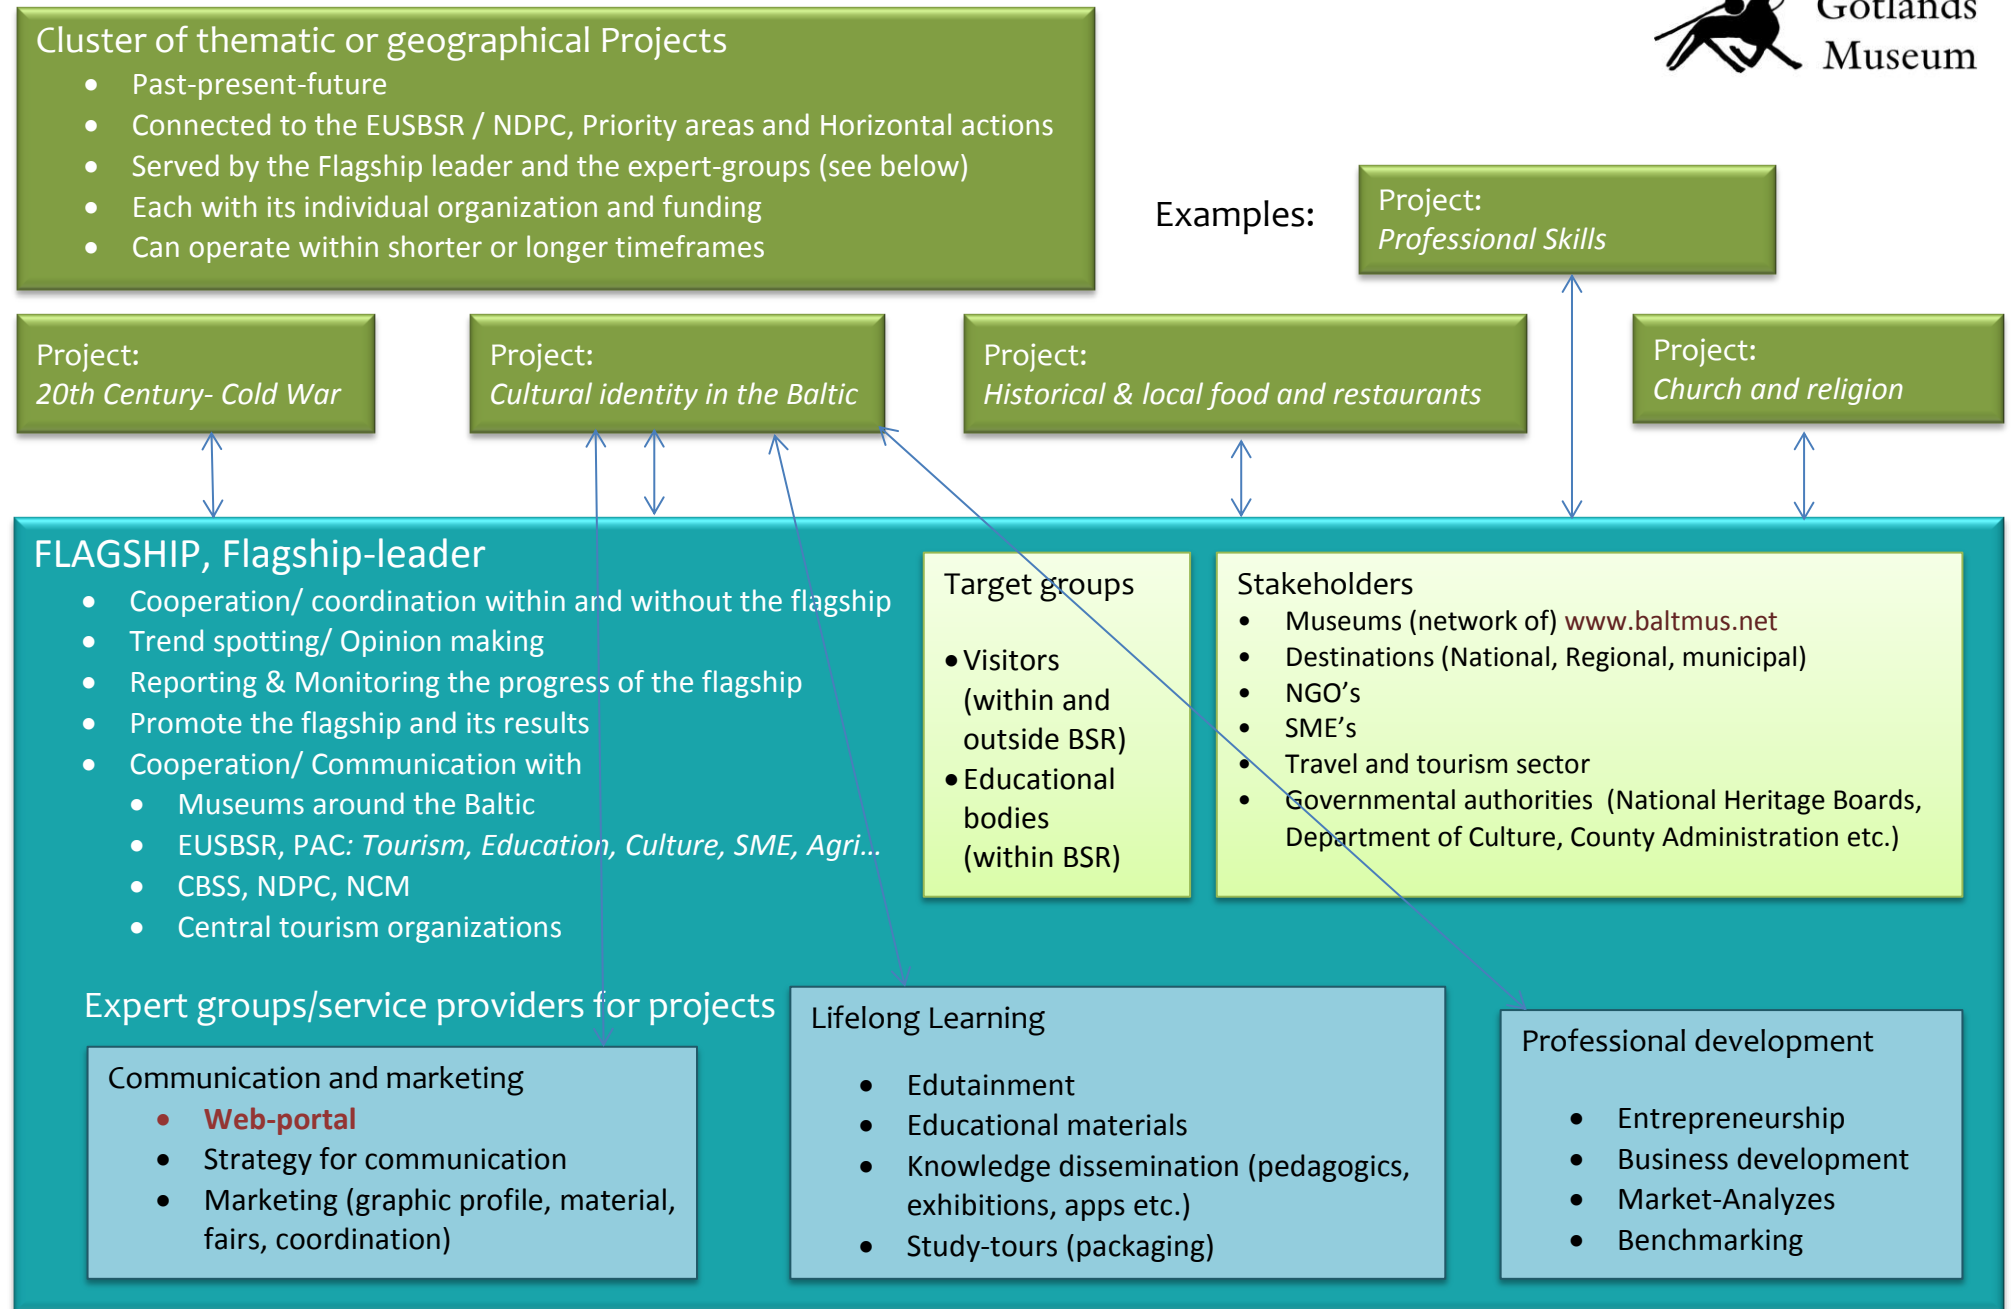 Gotlands
Museum
Cluster of thematic or geographical Projects
• Past-present-future
• Connected to the EUSBSR / NDPC, Priority areas and Horizontal actions
• Served by the Flagship leader and the expert-groups (see below)
• Each with its individual organization and funding
• Can operate within shorter or longer timeframes
Examples:
Project:
Professional Skills
Project:
20th Century- Cold War
Project:
Cultural identity in the Baltic
Project:
Historical & local food and restaurants
Project:
Church and religion
FLAGSHIP, Flagship-leader
• Cooperation/ coordination within and without the flagship
• Trend spotting/ Opinion making
• Reporting & Monitoring the progress of the flagship
• Promote the flagship and its results
• Cooperation/ Communication with
• Museums around the Baltic
• EUSBSR, PAC: Tourism, Education, Culture, SME, Agri...
• CBSS, NDPC, NCM
• Central tourism organizations
Target groups
• Visitors
(within and
outside BSR)
• Educational
bodies
(within BSR)
Stakeholders
• Museums (network of) www.baltmus.net
• Destinations (National, Regional, municipal)
• NGO’s
• SME’s
• Travel and tourism sector
• Governmental authorities (National Heritage Boards,
Department of Culture, County Administration etc.)
Expert groups/service providers for projects
Communication and marketing
• Web-portal
• Strategy for communication
• Marketing (graphic profile, material,
fairs, coordination)
Lifelong Learning
• Edutainment
• Educational materials
• Knowledge dissemination (pedagogics,
exhibitions, apps etc.)
• Study-tours (packaging)
Professional development
• Entrepreneurship
• Business development
• Market-Analyzes
• Benchmarking